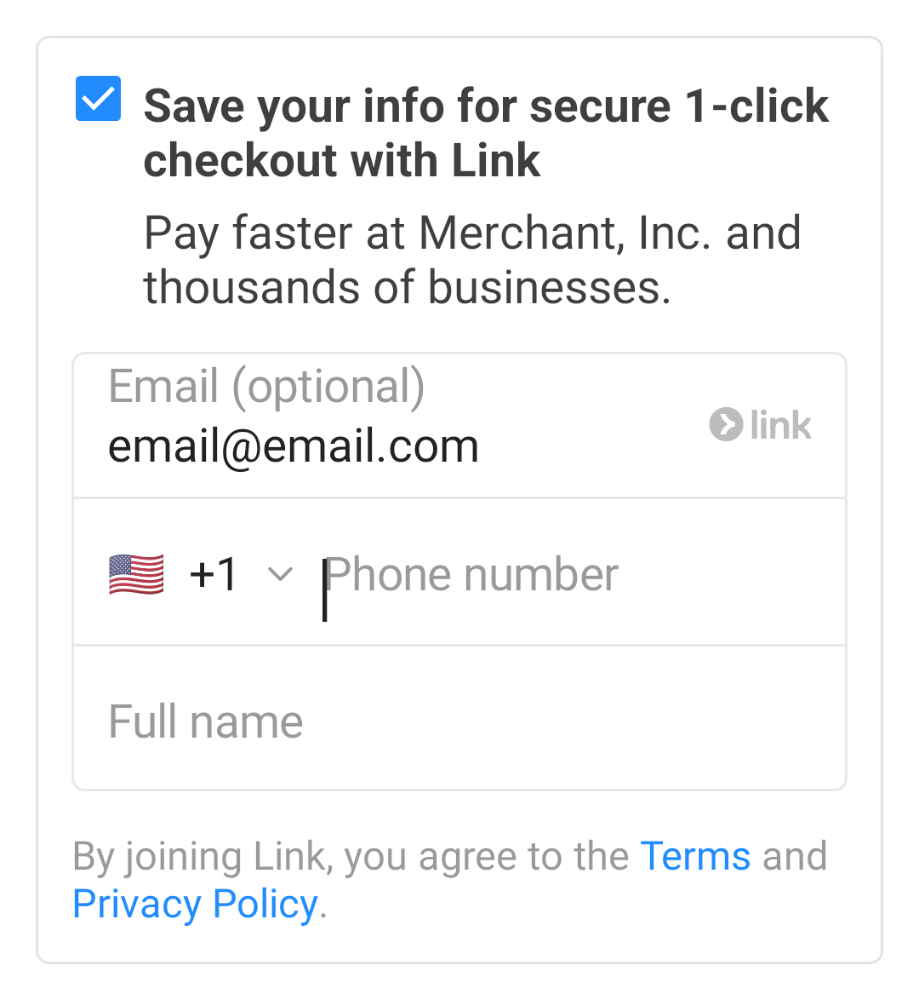 Save your info for secure 1-click
checkout with Link
Pay faster at Merchant, Inc. and
thousands of businesses.
Email (optional)
email@email.com
link
+1 Phone number
Full name
By joining Link, you agree to the Terms and
Privacy Policy.